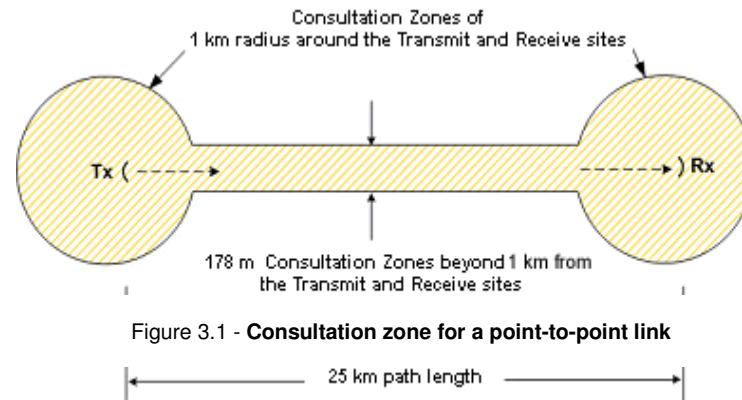 Consultation Zones of
1 km radius around the Transmit and Receive sites
Tx (
) Rx
178 m Consultation Zones beyond 1 km from
the Transmit and Receive sites
Figure 3.1 - Consultation zone for a point-to-point link
25 km path length